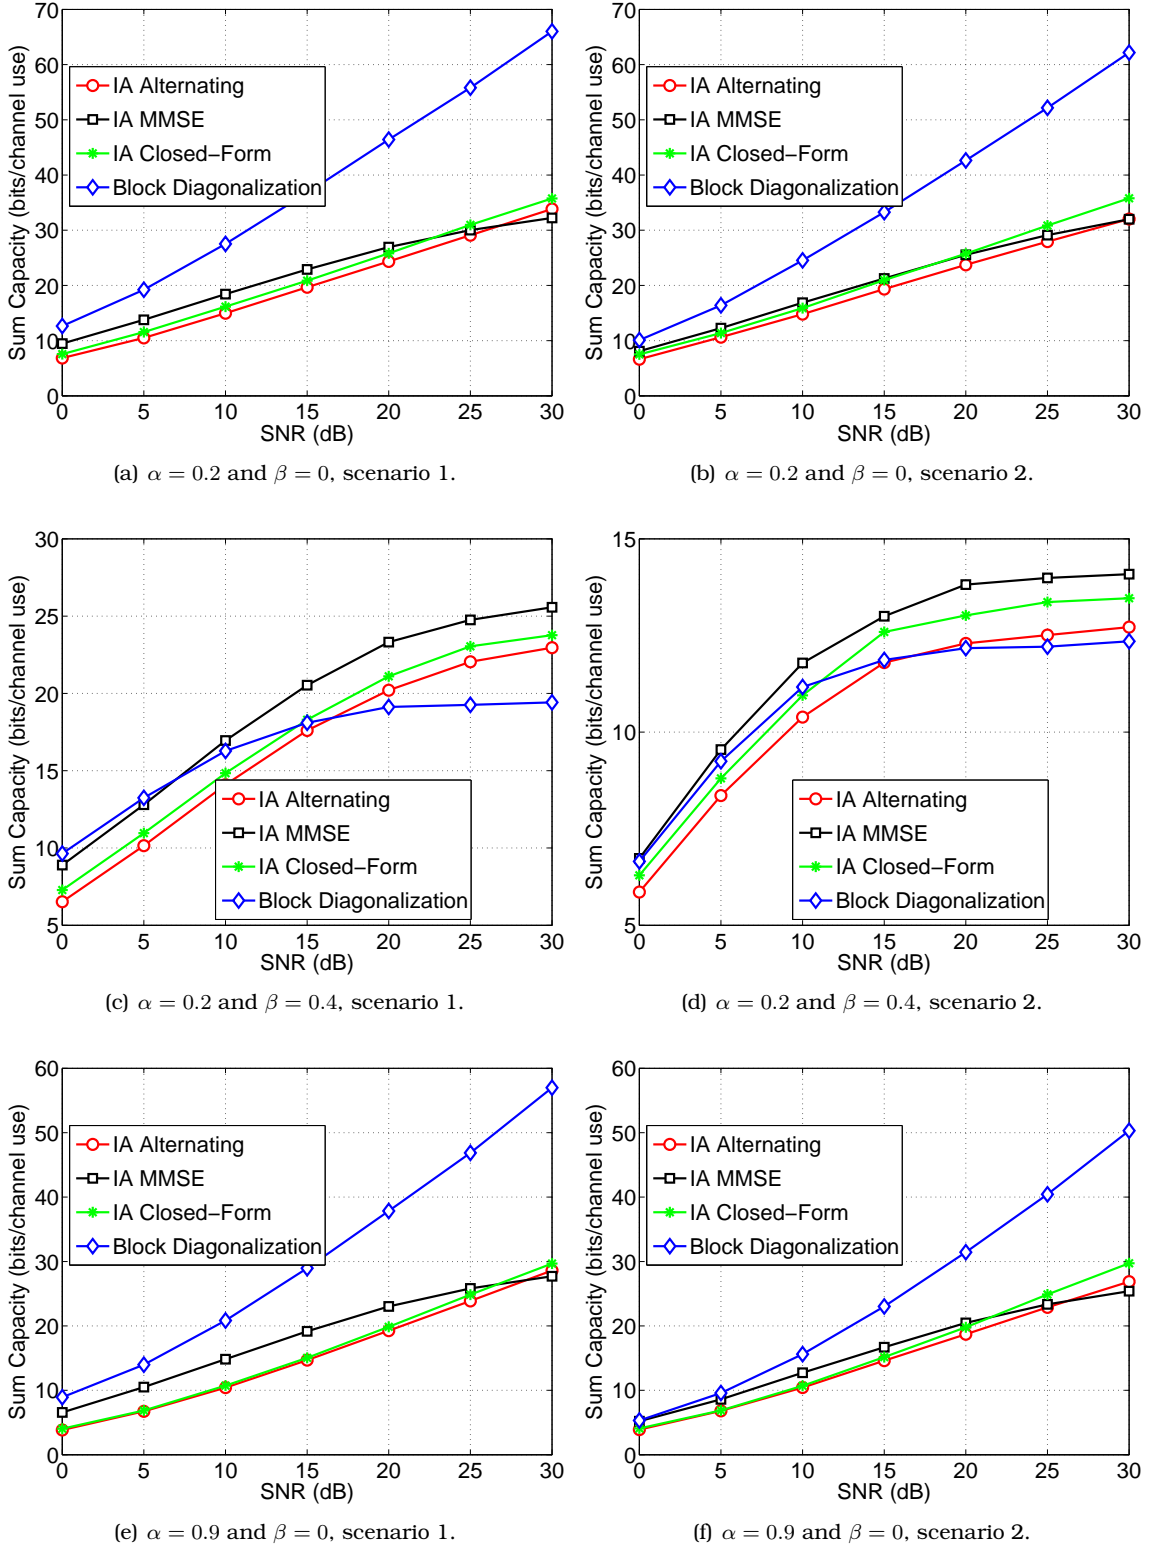 70
60
50
40
30
20
10
0
0 5 10 15 20 25 30
Sum Capacity (bits/channel use)
SNR (dB)
IA Alternating
IA MMSE
IA Closed−Form
Block Diagonalization
(a) α = 0.2 and β = 0, scenario 1.
70
60
50
40
30
20
10
0
0 5 10 15 20 25 30
Sum Capacity (bits/channel use)
SNR (dB)
IA Alternating
IA MMSE
IA Closed−Form
Block Diagonalization
(b) α = 0.2 and β = 0, scenario 2.
30
25
20
15
10
5
0 5 10 15 20 25 30
Sum Capacity (bits/channel use)
SNR (dB)
IA Alternating
IA MMSE
IA Closed−Form
Block Diagonalization
(c) α = 0.2 and β = 0.4, scenario 1.
15
10
5
0 5 10 15 20 25 30
Sum Capacity (bits/channel use)
SNR (dB)
IA Alternating
IA MMSE
IA Closed−Form
Block Diagonalization
(d) α = 0.2 and β = 0.4, scenario 2.
60
50
40
30
20
10
0
0 5 10 15 20 25 30
Sum Capacity (bits/channel use)
SNR (dB)
IA Alternating
IA MMSE
IA Closed−Form
Block Diagonalization
(e) α = 0.9 and β = 0, scenario 1.
60
50
40
30
20
10
0
0 5 10 15 20 25 30
Sum Capacity (bits/channel use)
SNR (dB)
IA Alternating
IA MMSE
IA Closed−Form
Block Diagonalization
(f) α = 0.9 and β = 0, scenario 2.